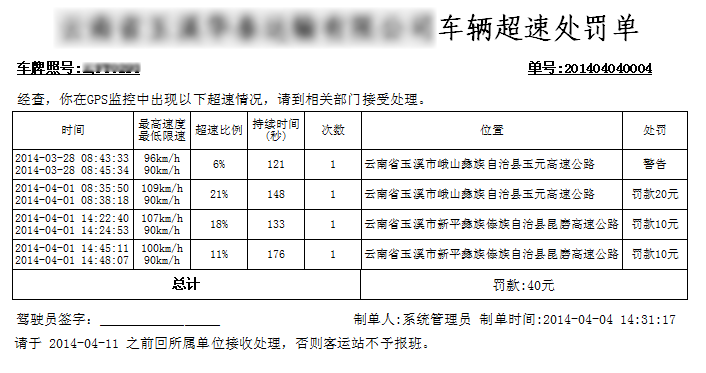 车辆超速处罚单
车牌照号:
单号:201404040004
经查，你在GPS监控中出现以下超速情况，请到相关部门接受处理。
时间 最高速度 最低限速 超速比例 持续时间(秒) 次数 位置 处罚
2014-03-28 08:43:33 96km/h
2014-03-28 08:45:34 90km/h 6% 121 1 云南省玉溪市峨山彝族自治县玉元高速公路 警告
2014-04-01 08:35:50 109km/h
2014-04-01 08:38:18 90km/h 21% 148 1 云南省玉溪市峨山彝族自治县玉元高速公路 罚款20元
2014-04-01 14:22:40 107km/h
2014-04-01 14:24:53 90km/h 18% 133 1 云南省玉溪市新平彝族傣族自治县昆磨高速公路 罚款10元
2014-04-01 14:45:11 100km/h
2014-04-01 14:48:07 90km/h 11% 176 1 云南省玉溪市新平彝族傣族自治县昆磨高速公路 罚款10元
总计 罚款:40元
驾驶员签字: 制单人:系统管理员 制单时间:2014-04-04 14:31:17
请于 2014-04-11 之前回所属单位接收处理，否则客运站不予报班。